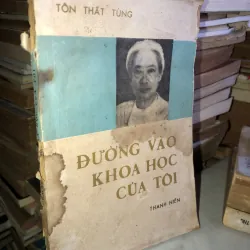 TÔN THẤT TÙNG
ĐƯỜNG VÀO
KHOA HỌC
CỦA TÔI
THANH NIÊN